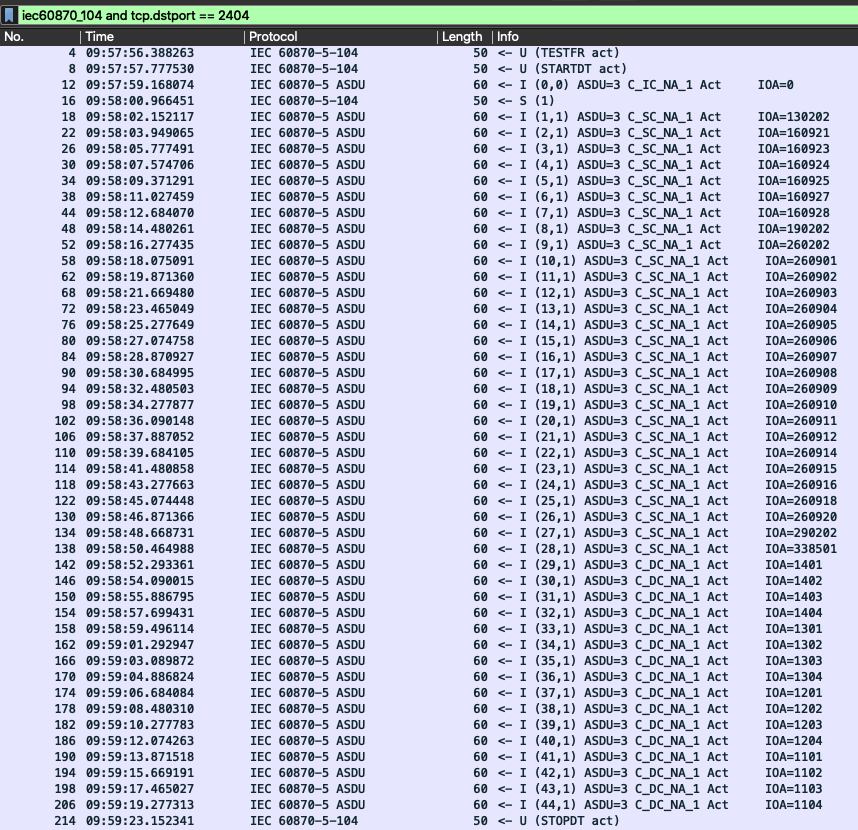 iec60870_104 and tcp.dstport == 2404
No. Time Protocol Length Info
4 09:57:56.388263 IEC 60870-5-104 50 <- U (TESTFR act)
8 09:57:57.777530 IEC 60870-5-104 50 <- U (STARTDT act)
12 09:57:59.168074 IEC 60870-5 ASDU 60 <- I (0,0) ASDU=3 C_IC_NA_1 Act IOA=0
16 09:58:00.966451 IEC 60870-5-104 50 <- S (1)
18 09:58:02.152117 IEC 60870-5 ASDU 60 <- I (1,1) ASDU=3 C_SC_NA_1 Act IOA=130202
22 09:58:03.949065 IEC 60870-5 ASDU 60 <- I (2,1) ASDU=3 C_SC_NA_1 Act IOA=160921
26 09:58:05.777491 IEC 60870-5 ASDU 60 <- I (3,1) ASDU=3 C_SC_NA_1 Act IOA=160923
30 09:58:07.574706 IEC 60870-5 ASDU 60 <- I (4,1) ASDU=3 C_SC_NA_1 Act IOA=160924
34 09:58:09.371291 IEC 60870-5 ASDU 60 <- I (5,1) ASDU=3 C_SC_NA_1 Act IOA=160925
38 09:58:11.027459 IEC 60870-5 ASDU 60 <- I (6,1) ASDU=3 C_SC_NA_1 Act IOA=160927
44 09:58:12.684070 IEC 60870-5 ASDU 60 <- I (7,1) ASDU=3 C_SC_NA_1 Act IOA=160928
48 09:58:14.480261 IEC 60870-5 ASDU 60 <- I (8,1) ASDU=3 C_SC_NA_1 Act IOA=190202
52 09:58:16.277435 IEC 60870-5 ASDU 60 <- I (9,1) ASDU=3 C_SC_NA_1 Act IOA=260202
58 09:58:18.075091 IEC 60870-5 ASDU 60 <- I (10,1) ASDU=3 C_SC_NA_1 Act IOA=260901
62 09:58:19.871360 IEC 60870-5 ASDU 60 <- I (11,1) ASDU=3 C_SC_NA_1 Act IOA=260902
68 09:58:21.669480 IEC 60870-5 ASDU 60 <- I (12,1) ASDU=3 C_SC_NA_1 Act IOA=260903
72 09:58:23.465049 IEC 60870-5 ASDU 60 <- I (13,1) ASDU=3 C_SC_NA_1 Act IOA=260904
76 09:58:25.277649 IEC 60870-5 ASDU 60 <- I (14,1) ASDU=3 C_SC_NA_1 Act IOA=260905
80 09:58:27.074758 IEC 60870-5 ASDU 60 <- I (15,1) ASDU=3 C_SC_NA_1 Act IOA=260906
84 09:58:28.870927 IEC 60870-5 ASDU 60 <- I (16,1) ASDU=3 C_SC_NA_1 Act IOA=260907
90 09:58:30.684995 IEC 60870-5 ASDU 60 <- I (17,1) ASDU=3 C_SC_NA_1 Act IOA=260908
94 09:58:32.480503 IEC 60870-5 ASDU 60 <- I (18,1) ASDU=3 C_SC_NA_1 Act IOA=260909
98 09:58:34.277877 IEC 60870-5 ASDU 60 <- I (19,1) ASDU=3 C_SC_NA_1 Act IOA=260910
102 09:58:36.090148 IEC 60870-5 ASDU 60 <- I (20,1) ASDU=3 C_SC_NA_1 Act IOA=260911
106 09:58:37.887052 IEC 60870-5 ASDU 60 <- I (21,1) ASDU=3 C_SC_NA_1 Act IOA=260912
110 09:58:39.684105 IEC 60870-5 ASDU 60 <- I (22,1) ASDU=3 C_SC_NA_1 Act IOA=260914
114 09:58:41.480858 IEC 60870-5 ASDU 60 <- I (23,1) ASDU=3 C_SC_NA_1 Act IOA=260915
118 09:58:43.277663 IEC 60870-5 ASDU 60 <- I (24,1) ASDU=3 C_SC_NA_1 Act IOA=260916
122 09:58:45.074448 IEC 60870-5 ASDU 60 <- I (25,1) ASDU=3 C_SC_NA_1 Act IOA=260918
130 09:58:46.871366 IEC 60870-5 ASDU 60 <- I (26,1) ASDU=3 C_SC_NA_1 Act IOA=260920
134 09:58:48.668731 IEC 60870-5 ASDU 60 <- I (27,1) ASDU=3 C_SC_NA_1 Act IOA=290202
138 09:58:50.464988 IEC 60870-5 ASDU 60 <- I (28,1) ASDU=3 C_SC_NA_1 Act IOA=338501
142 09:58:52.293361 IEC 60870-5 ASDU 60 <- I (29,1) ASDU=3 C_DC_NA_1 Act IOA=1401
146 09:58:54.090015 IEC 60870-5 ASDU 60 <- I (30,1) ASDU=3 C_DC_NA_1 Act IOA=1402
150 09:58:55.886795 IEC 60870-5 ASDU 60 <- I (31,1) ASDU=3 C_DC_NA_1 Act IOA=1403
154 09:58:57.699431 IEC 60870-5 ASDU 60 <- I (32,1) ASDU=3 C_DC_NA_1 Act IOA=1404
158 09:58:59.496114 IEC 60870-5 ASDU 60 <- I (33,1) ASDU=3 C_DC_NA_1 Act IOA=1301
162 09:59:01.292947 IEC 60870-5 ASDU 60 <- I (34,1) ASDU=3 C_DC_NA_1 Act IOA=1302
166 09:59:03.089872 IEC 60870-5 ASDU 60 <- I (35,1) ASDU=3 C_DC_NA_1 Act IOA=1303
170 09:59:04.886824 IEC 60870-5 ASDU 60 <- I (36,1) ASDU=3 C_DC_NA_1 Act IOA=1304
174 09:59:06.684084 IEC 60870-5 ASDU 60 <- I (37,1) ASDU=3 C_DC_NA_1 Act IOA=1201
178 09:59:08.480310 IEC 60870-5 ASDU 60 <- I (38,1) ASDU=3 C_DC_NA_1 Act IOA=1202
182 09:59:10.277783 IEC 60870-5 ASDU 60 <- I (39,1) ASDU=3 C_DC_NA_1 Act IOA=1203
186 09:59:12.074263 IEC 60870-5 ASDU 60 <- I (40,1) ASDU=3 C_DC_NA_1 Act IOA=1204
190 09:59:13.871518 IEC 60870-5 ASDU 60 <- I (41,1) ASDU=3 C_DC_NA_1 Act IOA=1101
194 09:59:15.669191 IEC 60870-5 ASDU 60 <- I (42,1) ASDU=3 C_DC_NA_1 Act IOA=1102
198 09:59:17.465027 IEC 60870-5 ASDU 60 <- I (43,1) ASDU=3 C_DC_NA_1 Act IOA=1103
206 09:59:19.277313 IEC 60870-5 ASDU 60 <- I (44,1) ASDU=3 C_DC_NA_1 Act IOA=1104
214 09:59:23.152341 IEC 60870-5-104 50 <- U (STOPDT act)